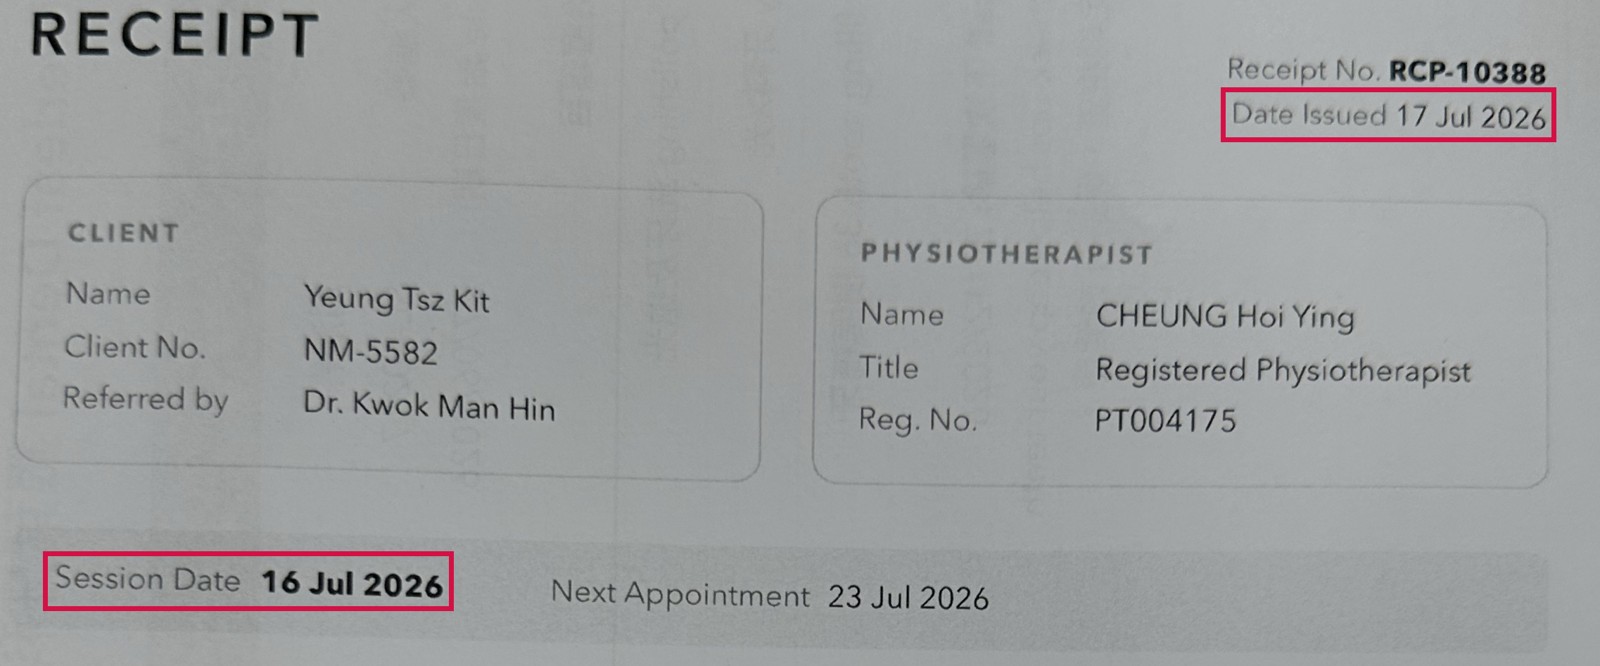 RECEIPT
Receipt No. RCP-10388
Date Issued 17 Jul 2026
CLIENT
Name Yeung Tsz Kit
Client No. NM-5582
Referred by Dr. Kwok Man Hin
PHYSIOTHERAPIST
Name CHEUNG Hoi Ying
Title Registered Physiotherapist
Reg. No. PT004175
Session Date 16 Jul 2026 Next Appointment 23 Jul 2026